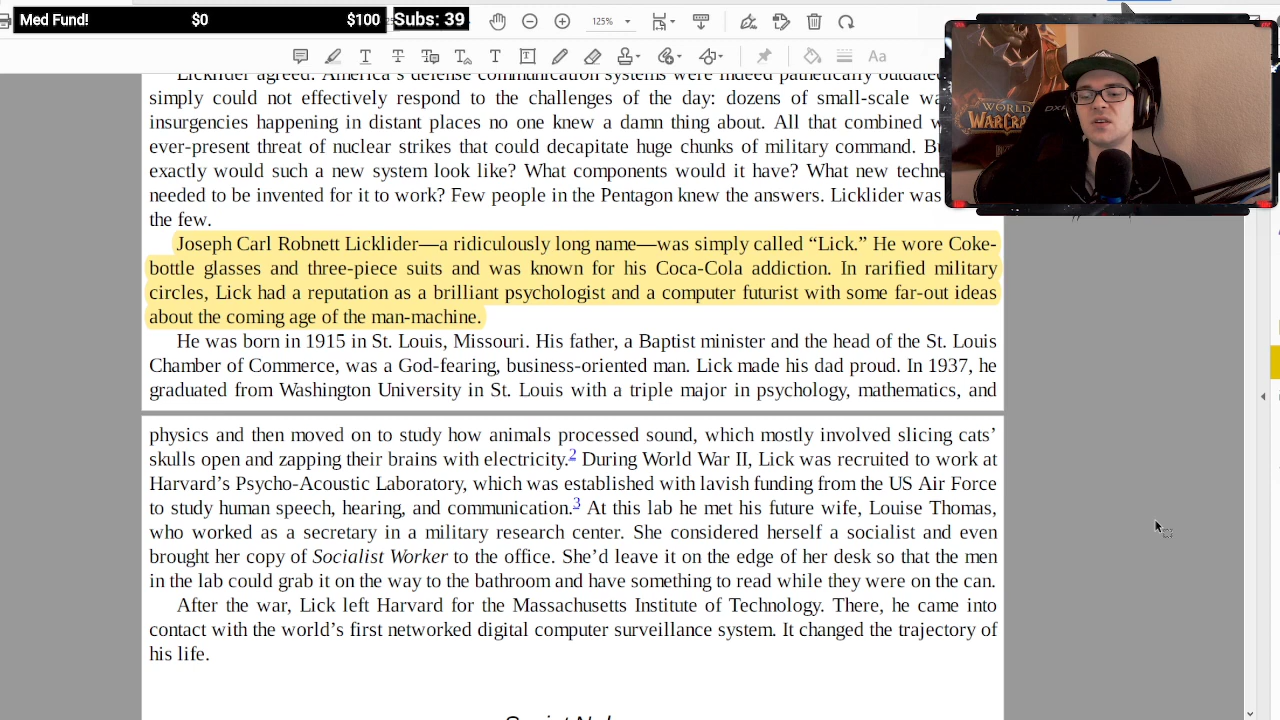 Med Fund! $0 $100 Subs: 39
125%
Aa
Licklider agreed. America's defense communication systems were indeed pathetically
simply could not effectively respond to the challenges of the day: dozens of small-scale
insurgencies happening in distant places no one knew a damn thing about. All that combined
ever-present threat of nuclear strikes that could decapitate huge chunks of military command.
exactly would such a new system look like? What components would it have? What new
needed to be invented for it to work? Few people in the Pentagon knew the answers. Licklider was
the few.
Joseph Carl Robnett Licklider—a ridiculously long name—was simply called “Lick.” He wore Coke-
bottle glasses and three-piece suits and was known for his Coca-Cola addiction. In rarified military
circles, Lick had a reputation as a brilliant psychologist and a computer futurist with some far-out ideas
about the coming age of the man-machine.
He was born in 1915 in St. Louis, Missouri. His father, a Baptist minister and the head of the St. Louis
Chamber of Commerce, was a God-fearing, business-oriented man. Lick made his dad proud. In 1937, he
graduated from Washington University in St. Louis with a triple major in psychology, mathematics, and
physics and then moved on to study how animals processed sound, which mostly involved slicing cats’
skulls open and zapping their brains with electricity.2 During World War II, Lick was recruited to work at
Harvard’s Psycho-Acoustic Laboratory, which was established with lavish funding from the US Air Force
to study human speech, hearing, and communication.3 At this lab he met his future wife, Louise Thomas,
who worked as a secretary in a military research center. She considered herself a socialist and even
brought her copy of Socialist Worker to the office. She’d leave it on the edge of her desk so that the men
in the lab could grab it on the way to the bathroom and have something to read while they were on the can.
After the war, Lick left Harvard for the Massachusetts Institute of Technology. There, he came into
contact with the world’s first networked digital computer surveillance system. It changed the trajectory of
his life.
WORLD
WARCRAFT